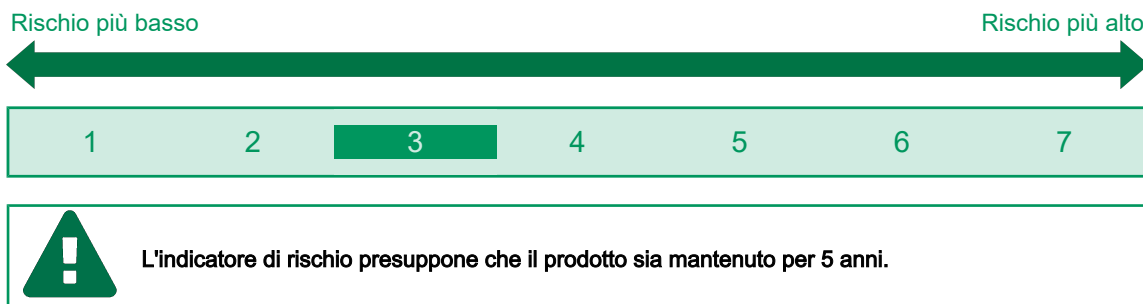 Rischio più basso Rischio più alto
1 2 3 4 5 6 7
L'indicatore di rischio presuppone che il prodotto sia mantenuto per 5 anni.